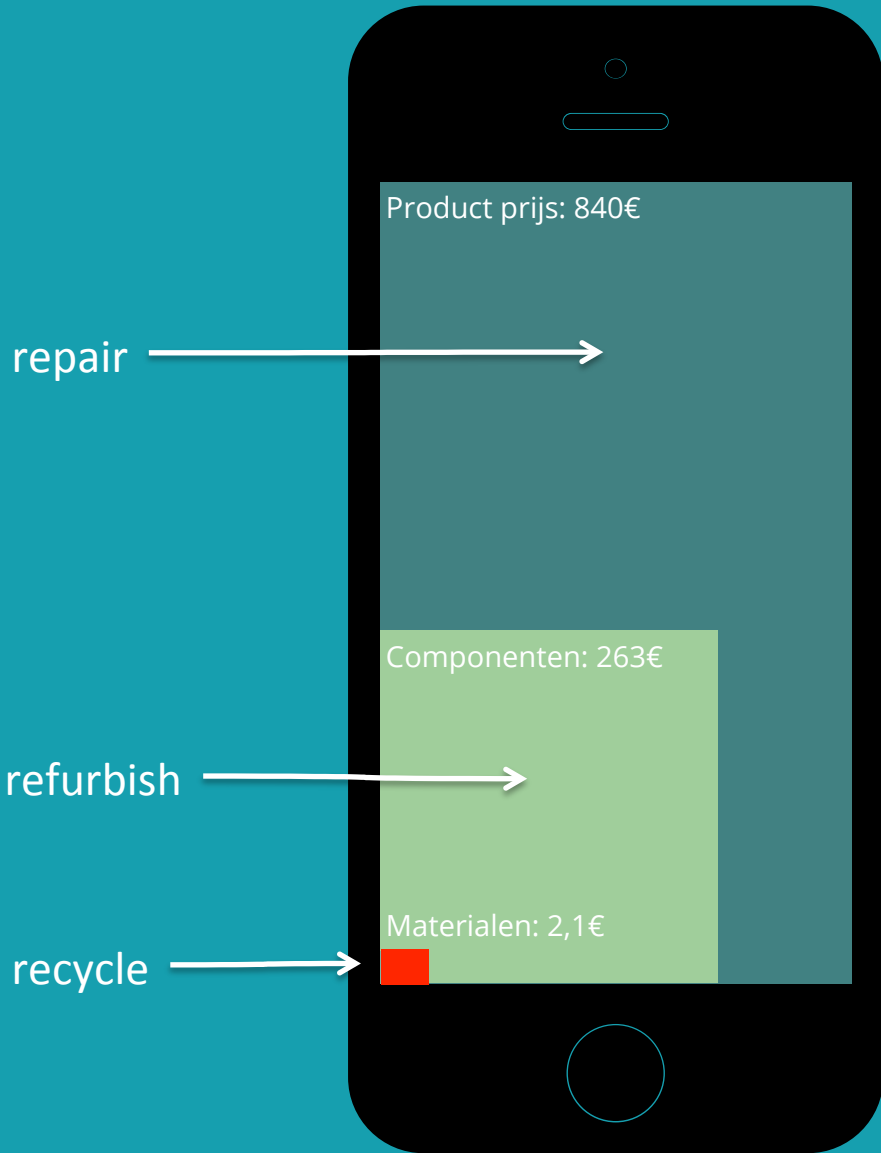 Product prijs: 840€
repair
Componenten: 263€
refurbish
Materialen: 2,1€
recycle